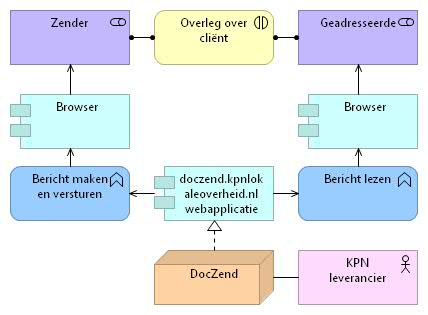 Zender
Overleg over
cliënt
Geadresseerde
Browser
Browser
Bericht maken
en versturen
doczend.kpnlok
aleoverheid.nl
webapplicatie
Bericht lezen
DocZend
KPN
leverancier